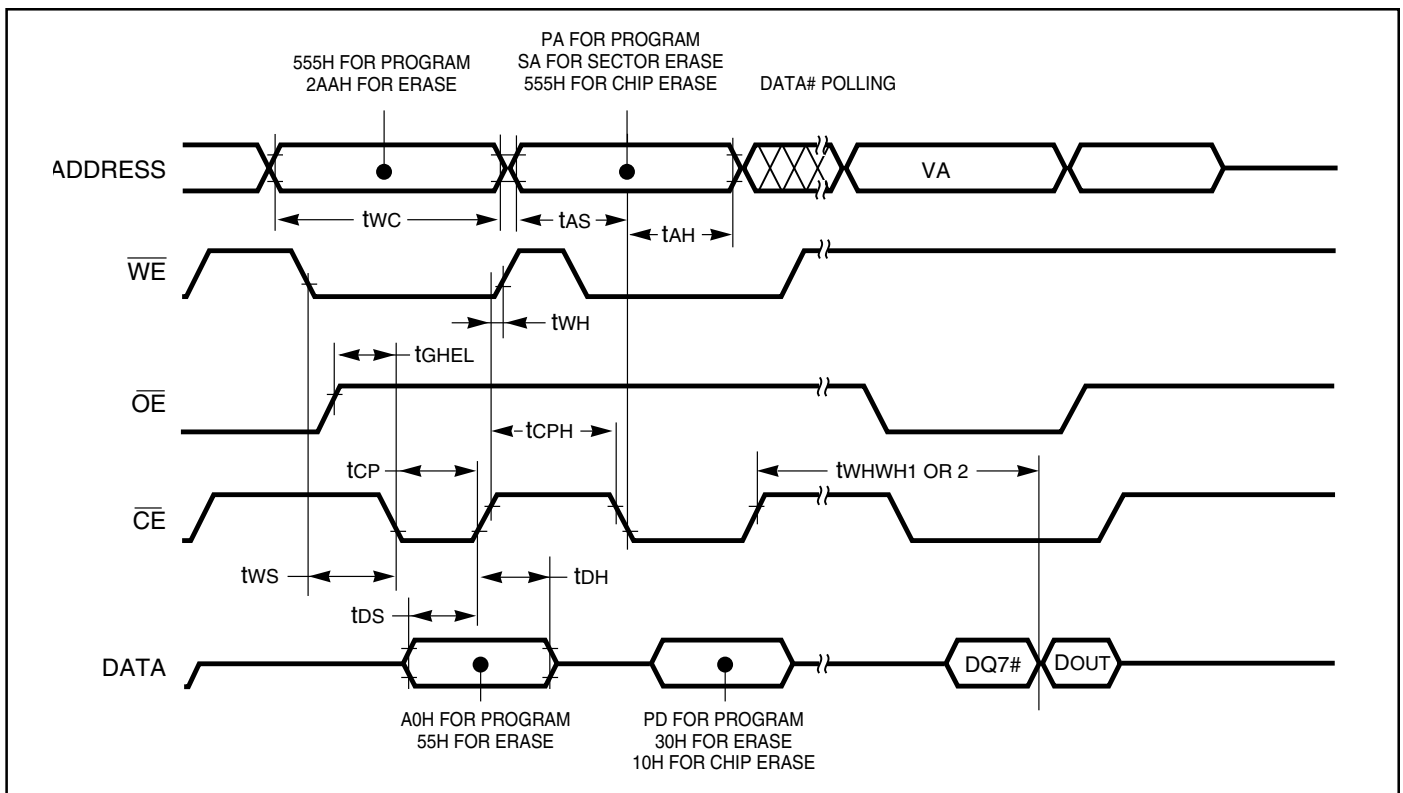 555H FOR PROGRAM
2AAH FOR ERASE
PA FOR PROGRAM
SA FOR SECTOR ERASE
555H FOR CHIP ERASE
DATA# POLLING
ADDRESS
VA
tWC
tAS
tAH
WE
tWH
tGHEL
OE
tCPH
tCP
tWHWH1 OR 2
CE
tWS
tDH
tDS
DATA
DQ7#
DOUT
A0H FOR PROGRAM
55H FOR ERASE
PD FOR PROGRAM
30H FOR ERASE
10H FOR CHIP ERASE